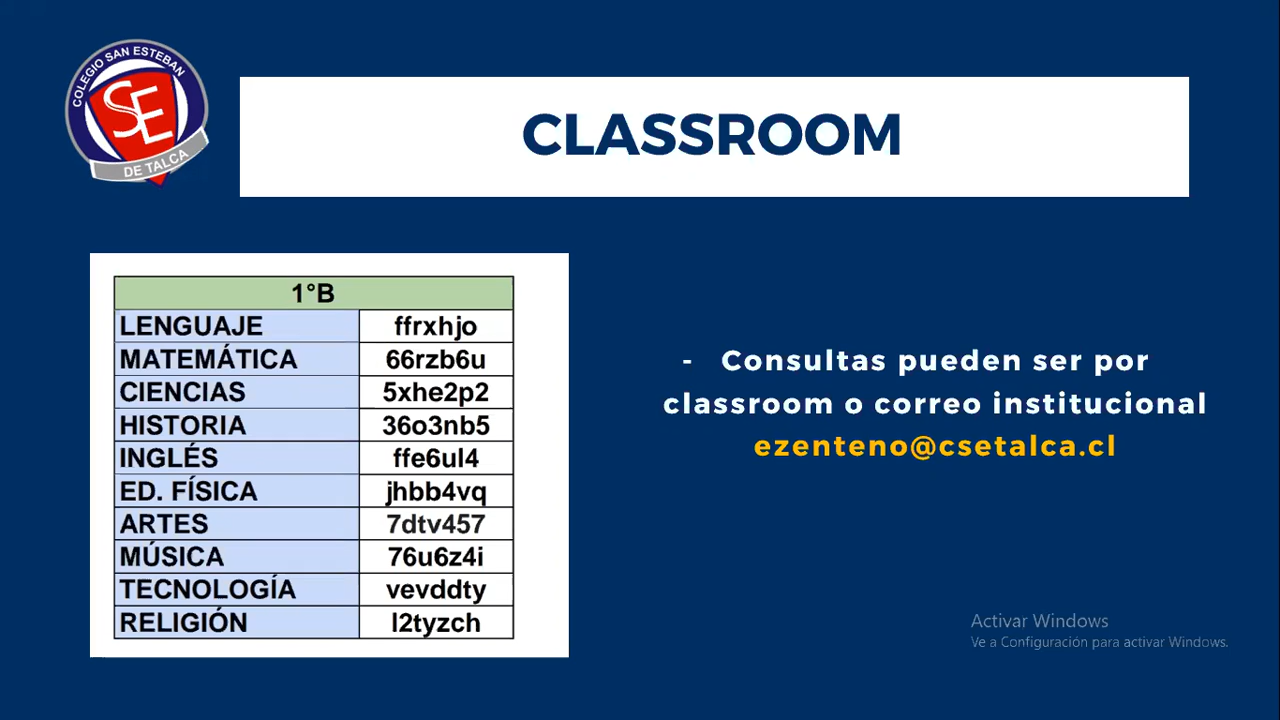 COLEGIO SAN ESTEBAN
SE
DE TALCA
CLASSROOM
1°B
LENGUAJE ffrxhjo
MATEMÁTICA 66rzb6u
CIENCIAS 5xhe2p2
HISTORIA 36o3nb5
INGLÉS ffe6ul4
ED. FÍSICA jhbb4vq
ARTES 7dtv457
MÚSICA 76u6z4i
TECNOLOGÍA vevddty
RELIGIÓN l2tyzch
- Consultas pueden ser por
classroom o correo institucional
ezenteno@csetalca.cl
Activar Windows
Ve a Configuración para activar Windows.